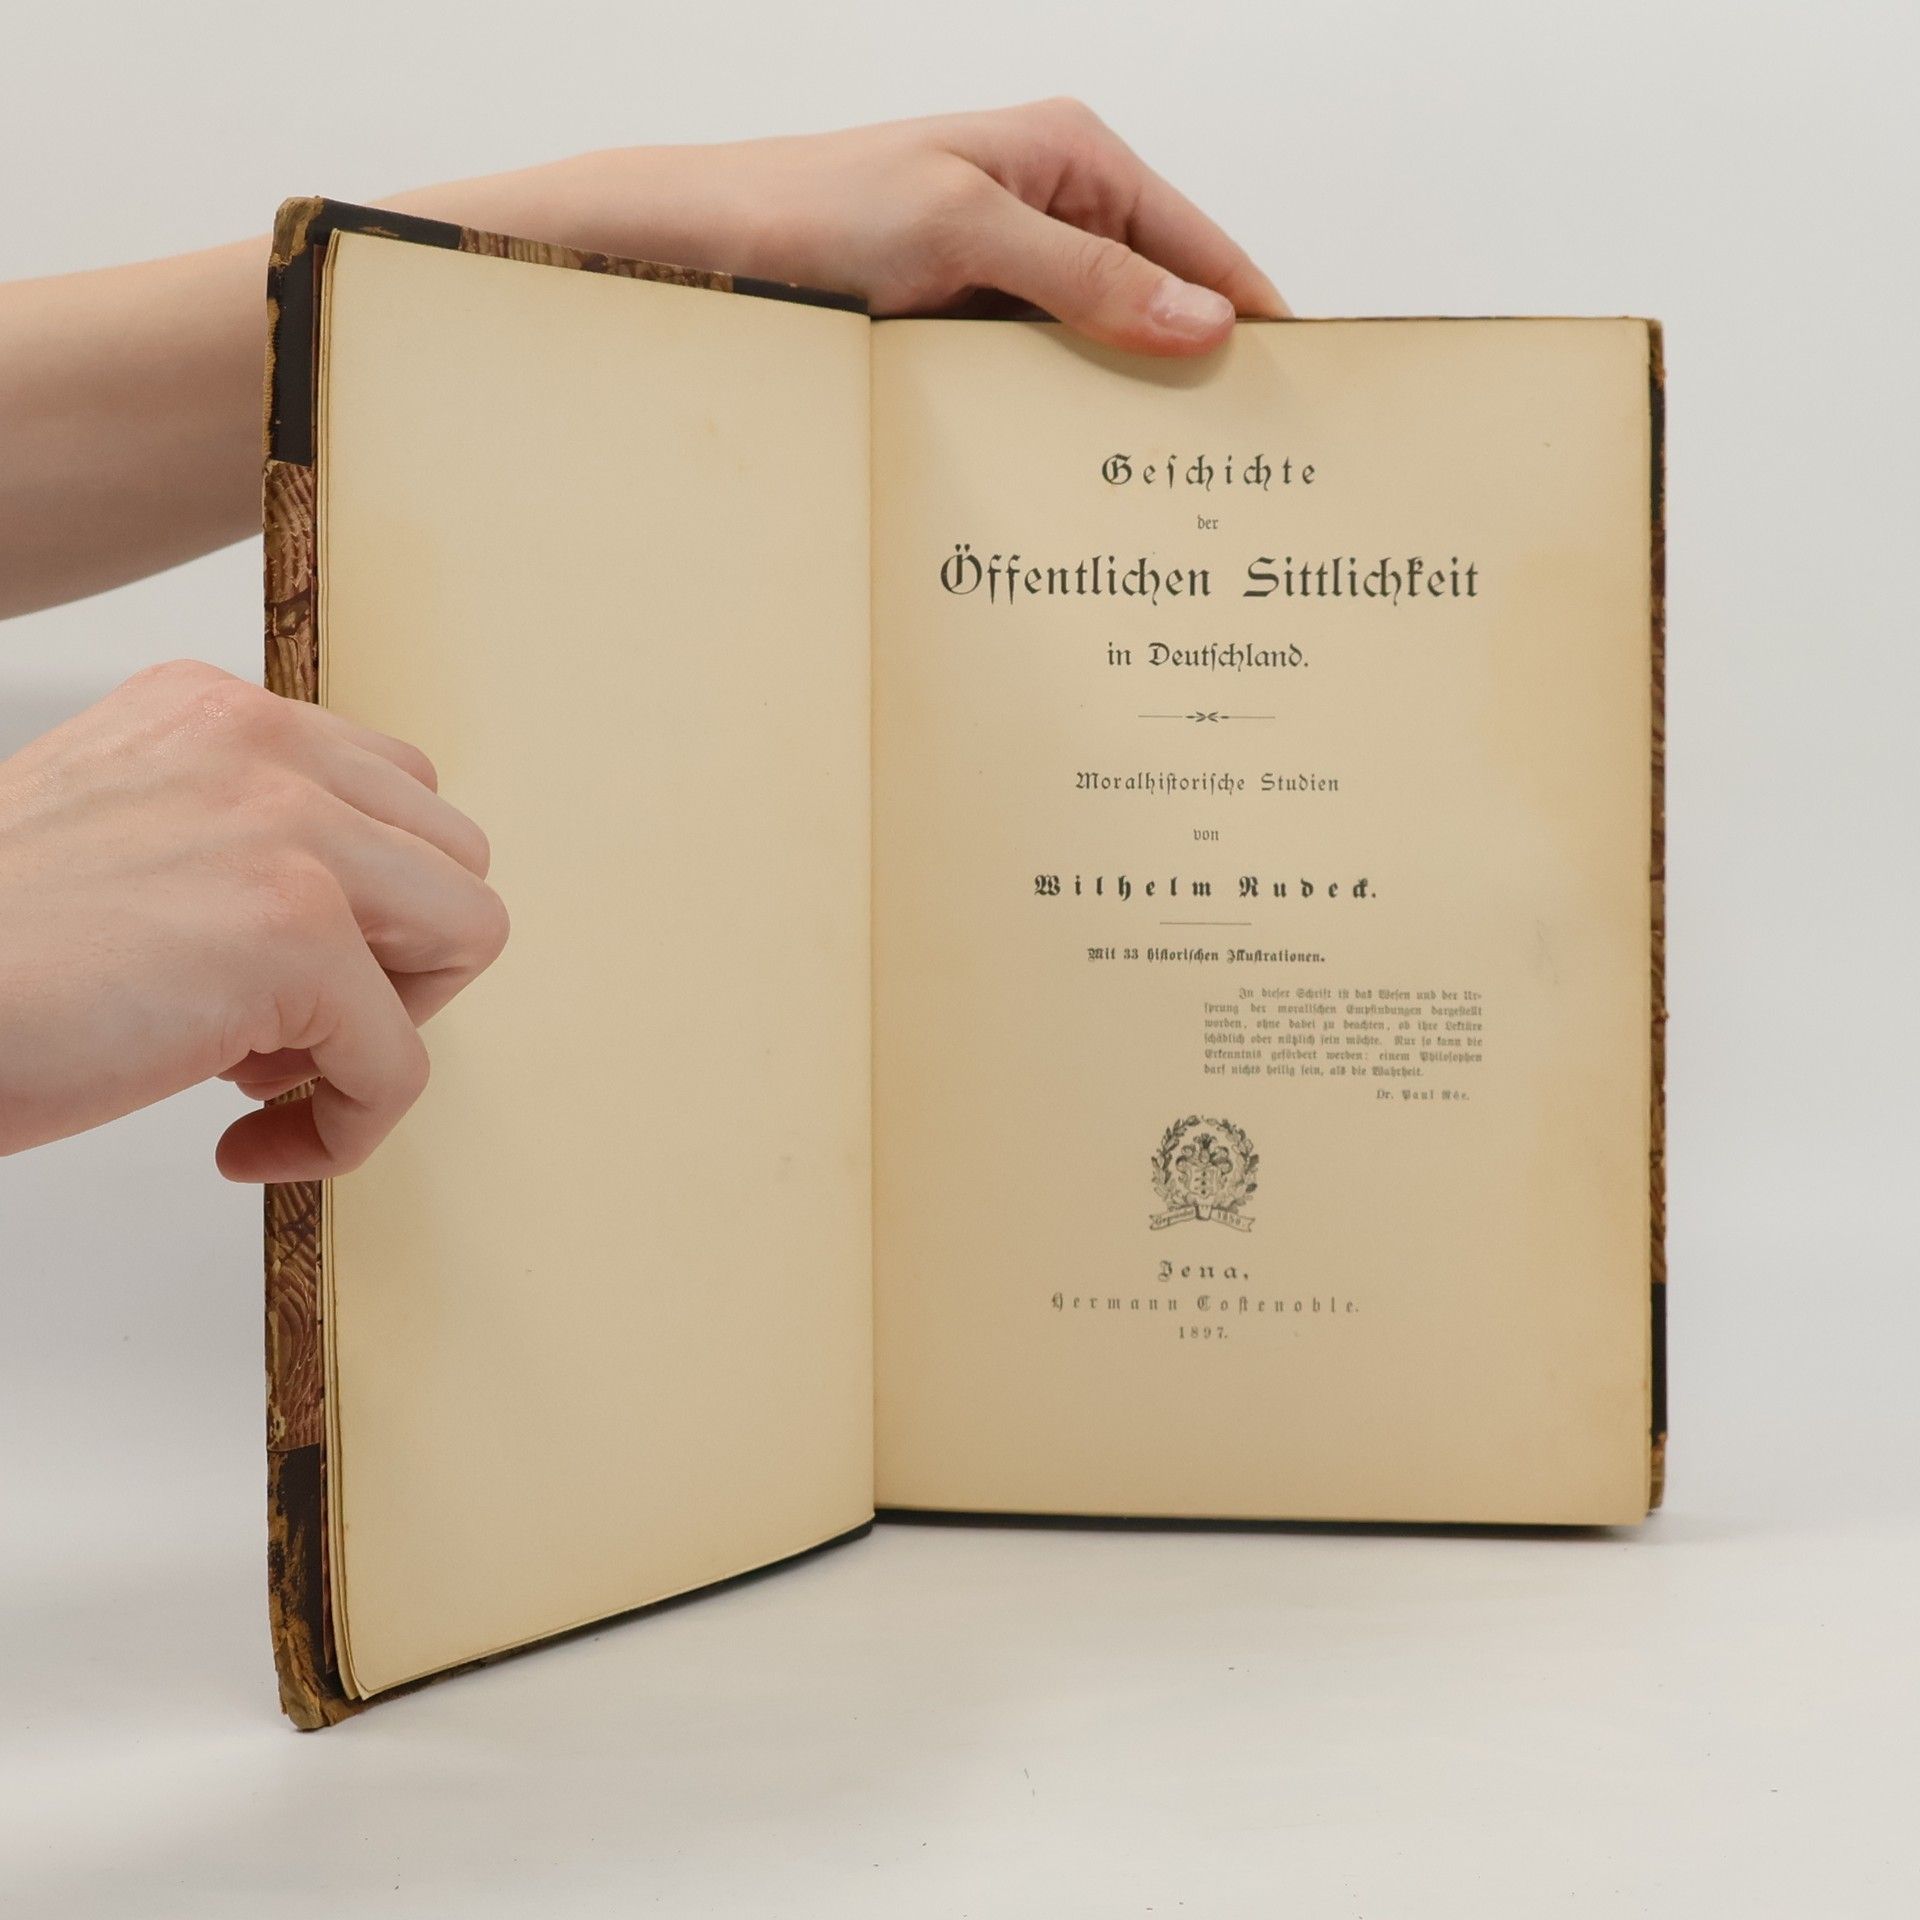 Geſchichte
der
Öffentlichen Sittlichkeit
in Deutſchland.
Moralhiſtoriſche Studien
von
Wilhelm Rudeck.
Mit 33 hiſtoriſchen Illuſtrationen.
In dieſer Schrift iſt das Weſen und der Ur-
ſprung der moraliſchen Empfindungen dargeſtellt
worden, ohne dabei zu beachten, ob ihre Lektüre
ſchädlich oder nützlich ſein möchte. Nur ſo kann die
Erkenntnis gefördert werden: einem Philoſophen
darf nichts heilig ſein, als die Wahrheit.
Dr. Paul Rée.
Gegründet 1850.
Jena,
Hermann Coſtenoble.
1897.